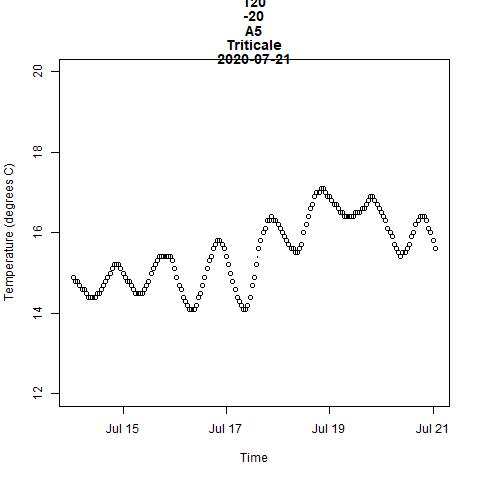 120
-20
A5
Triticale
2020-07-21
Temperature (degrees C)
20
18
16
14
12
Jul 15
Jul 17
Jul 19
Jul 21
Time